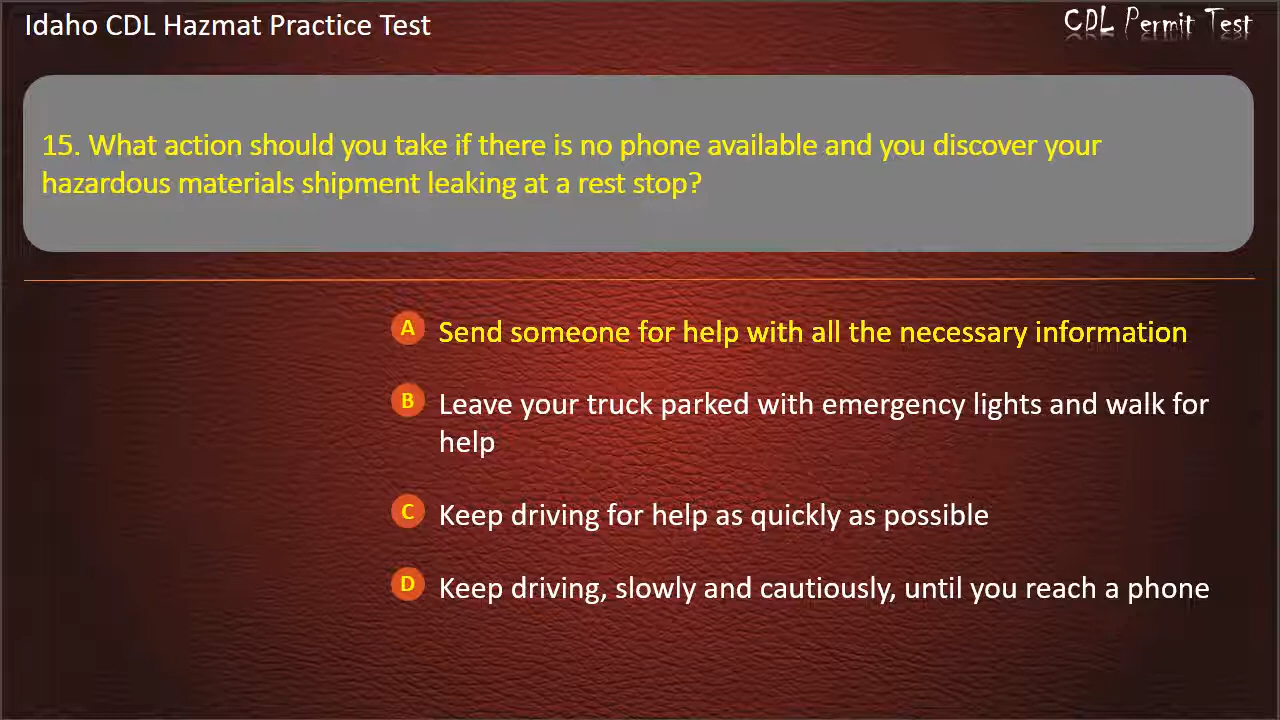 Idaho CDL Hazmat Practice Test
CDL Permit Test
15. What action should you take if there is no phone available and you discover your
hazardous materials shipment leaking at a rest stop?
A Send someone for help with all the necessary information
B Leave your truck parked with emergency lights and walk for
help
C Keep driving for help as quickly as possible
D Keep driving, slowly and cautiously, until you reach a phone